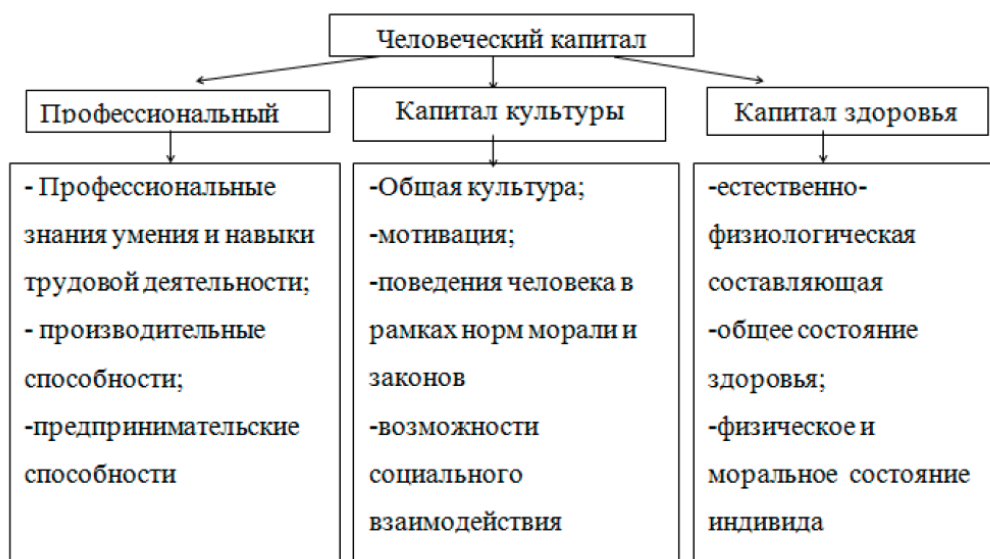 Человеческий капитал
Профессиональный
Капитал культуры
Капитал здоровья
- Профессиональные
знания умения и навыки
трудовой деятельности;
- производительные
способности;
-предпринимательские
способности
-Общая культура;
-мотивация;
-поведения человека в
рамках норм морали и
законов
-возможности
социального
взаимодействия
-естественно-
физиологическая
составляющая
-общее состояние
здоровья;
-физическое и
моральное состояние
индивида